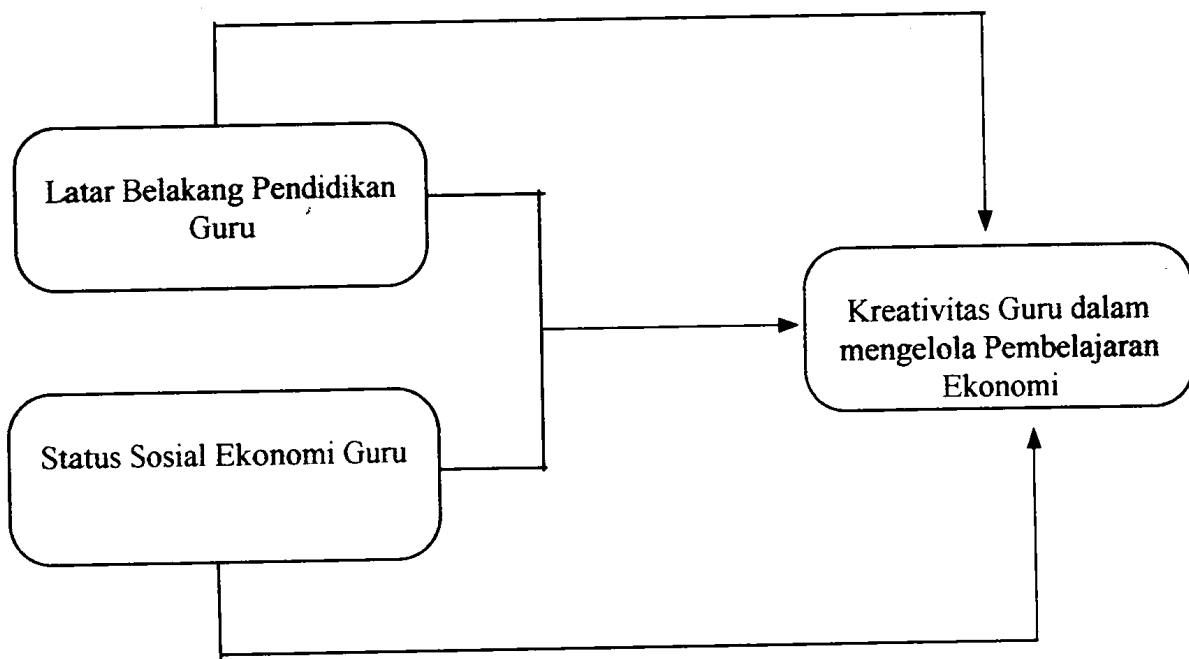 Latar Belakang Pendidikan
Guru
Status Sosial Ekonomi Guru
Kreativitas Guru dalam
mengelola Pembelajaran
Ekonomi